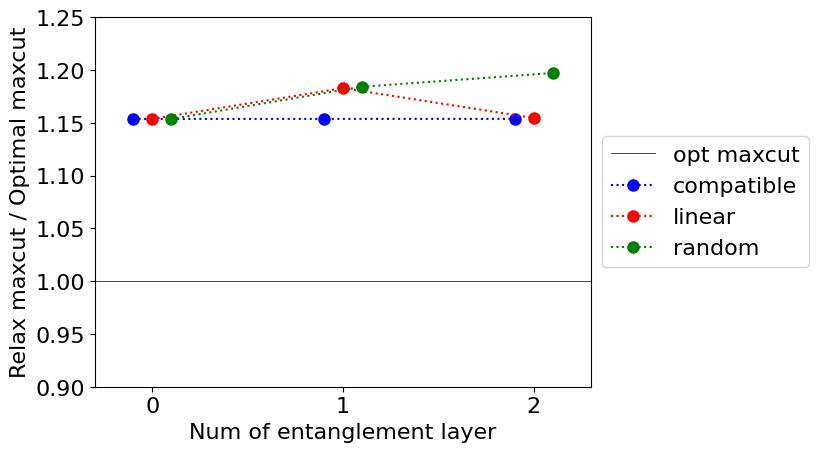 1.25
1.20
1.15
1.10
1.05
1.00
0.95
0.90
Relax maxcut / Optimal maxcut
0
1
2
Num of entanglement layer
opt maxcut
compatible
linear
random